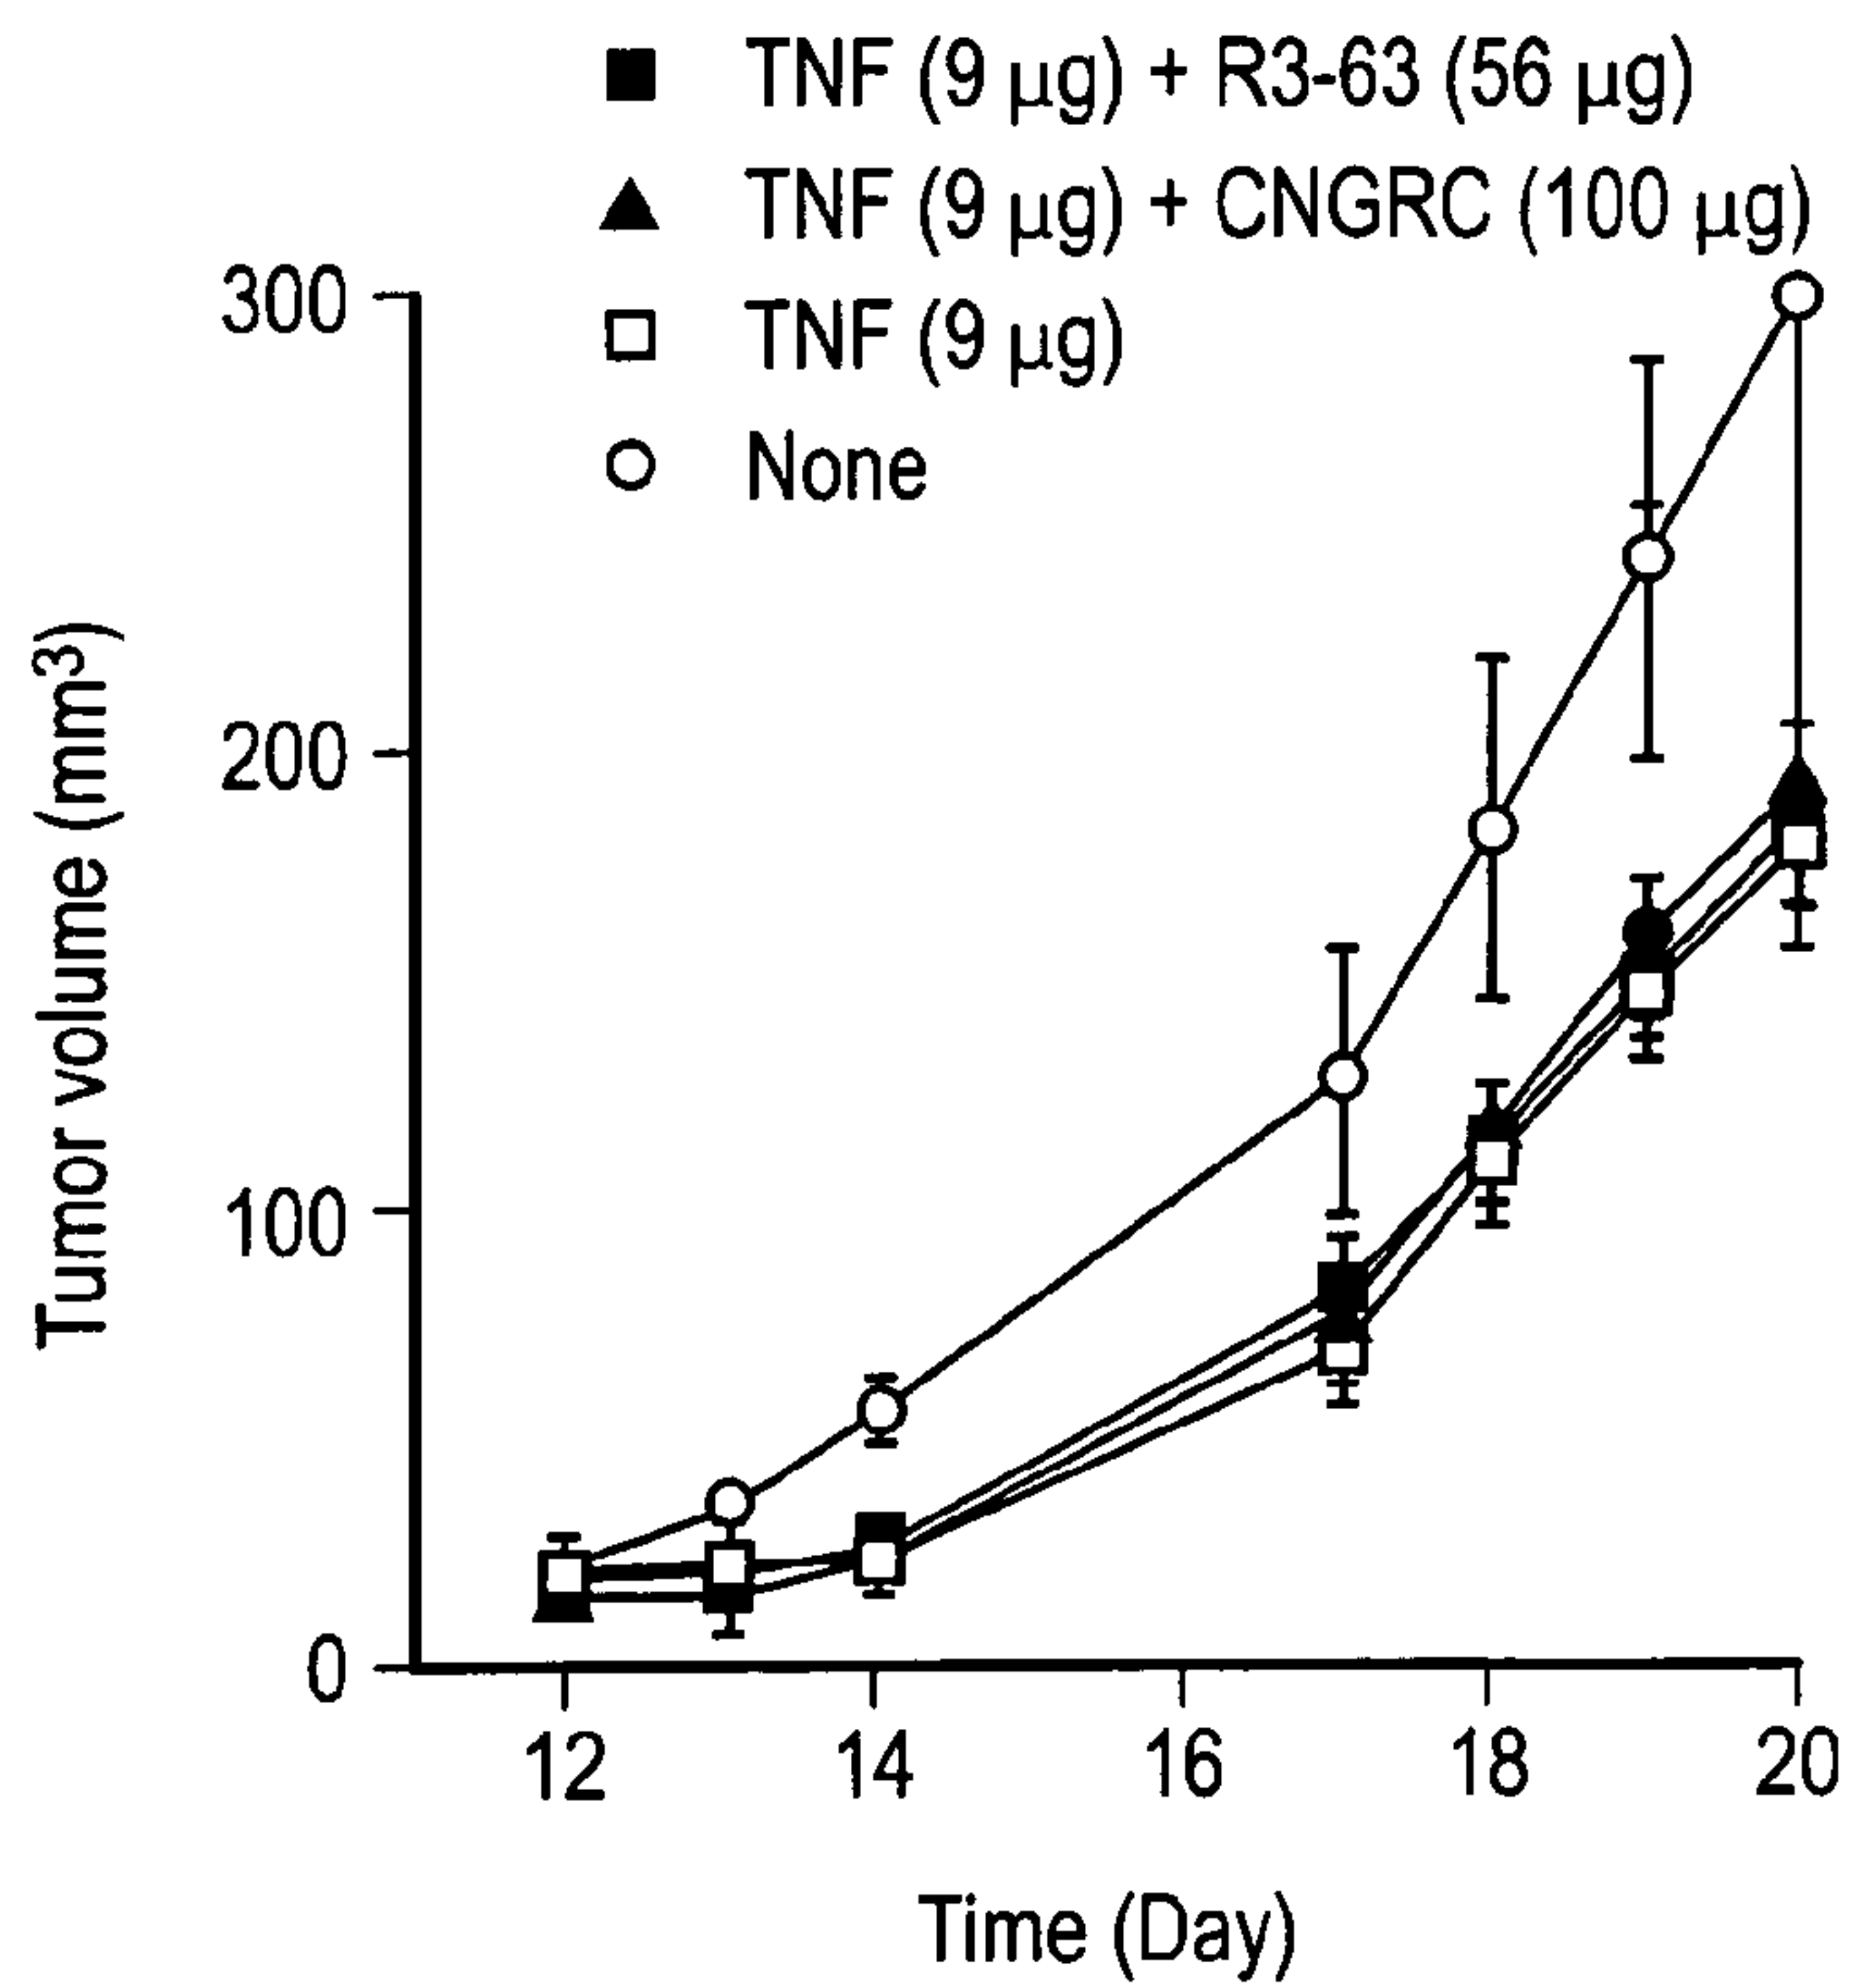 TNF (9 µg) + R3-63 (56 µg)
TNF (9 µg) + CNGRC (100 µg)
TNF (9 µg)
None
300
200
100
0
Tumor volume (mm³)
12 14 16 18 20
Time (Day)